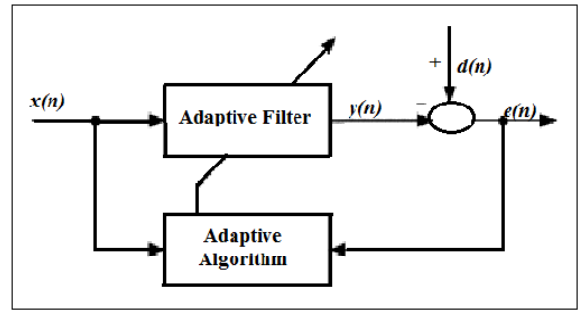 +
d(n)
x(n)
Adaptive Filter
y(n)
–
e(n)
Adaptive
Algorithm